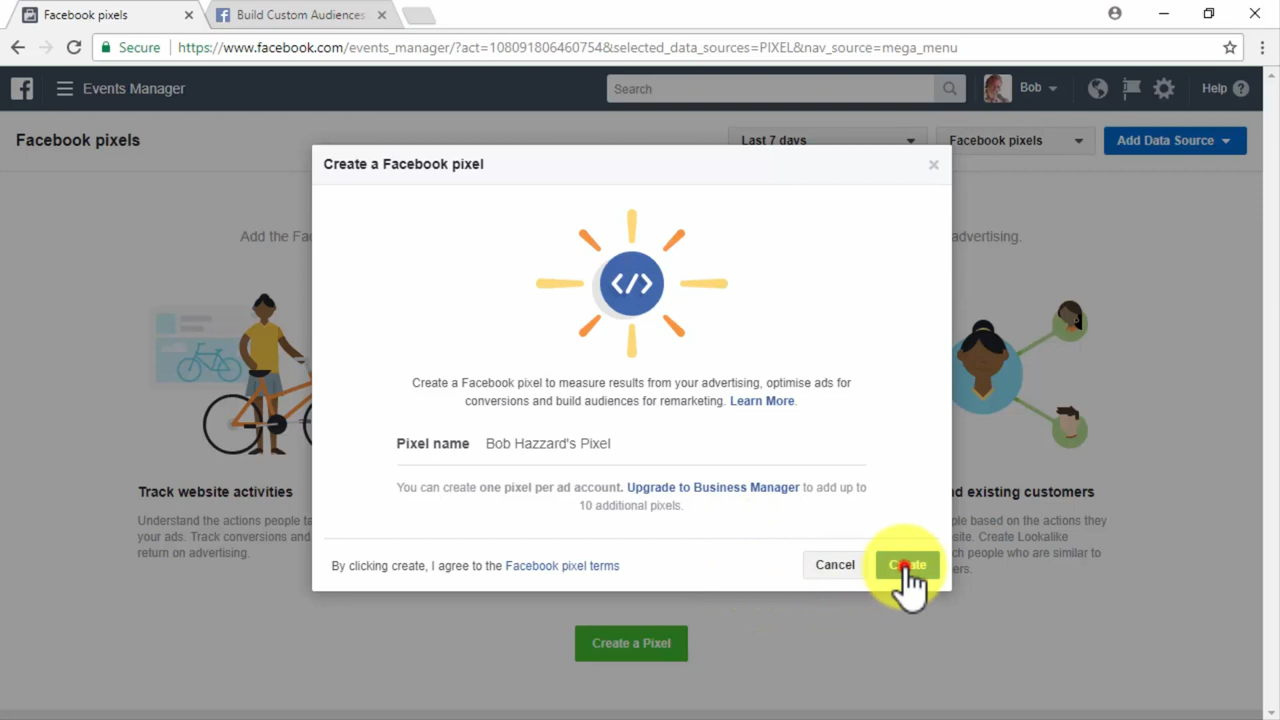 Facebook pixels
Build Custom Audiences
Secure https://www.facebook.com/events_manager/?act=108091806460754&selected_data_sources=PIXEL&nav_source=mega_menu
Events Manager
Search
Bob
Help
Facebook pixels
Last 7 days
Facebook pixels
Add Data Source
Create a Facebook pixel
Add the Fac
advertising.
</>
Create a Facebook pixel to measure results from your advertising, optimise ads for
conversions and build audiences for remarketing. Learn More.
Pixel name Bob Hazzard's Pixel
You can create one pixel per ad account. Upgrade to Business Manager to add up to
10 additional pixels.
By clicking create, I agree to the Facebook pixel terms
Cancel
Create
Track website activities
Understand the actions people ta
your ads. Track conversions and
return on advertising.
d existing customers
ple based on the actions they
site. Create Lookalike
ch people who are similar to
ers.
Create a Pixel